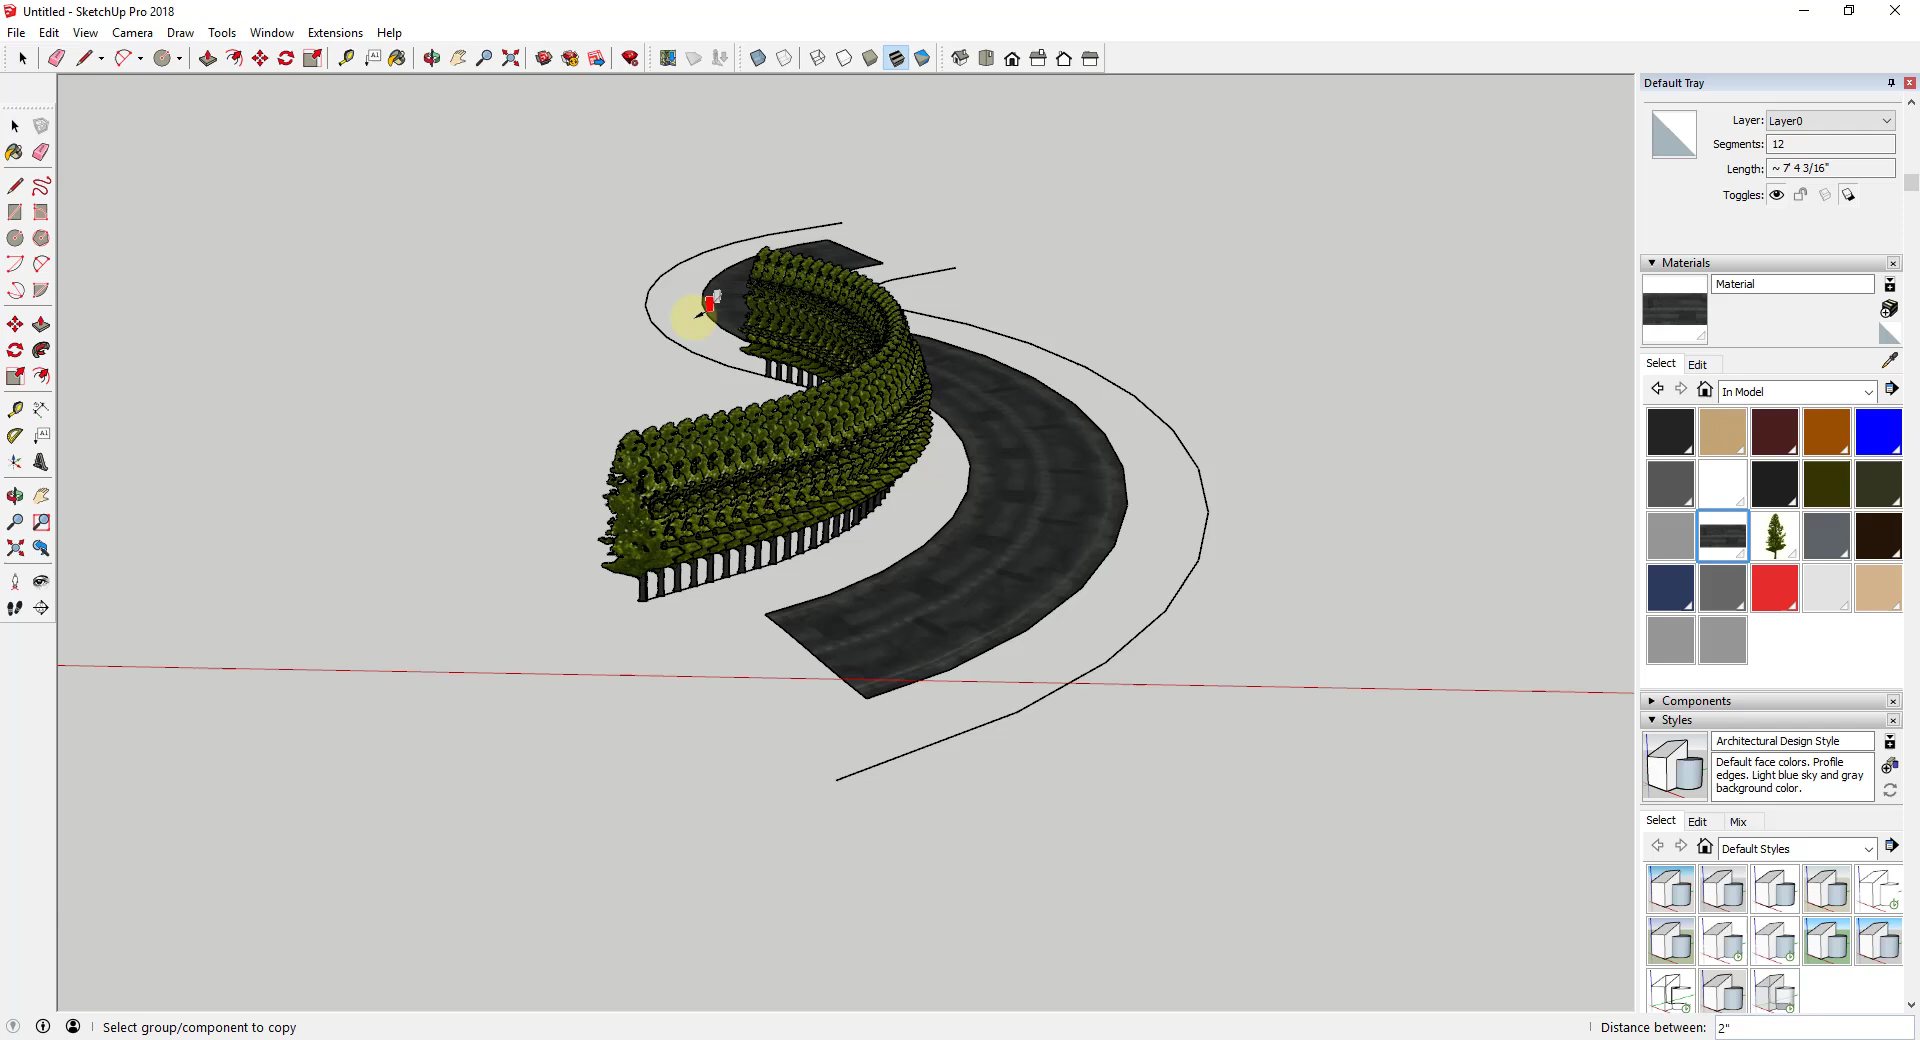 Untitled - SketchUp Pro 2018
File Edit View Camera Draw Tools Window Extensions Help
Default Tray
Layer: Layer0
Segments: 12
Length: ~ 7' 4 3/16"
Toggles:
Materials
Material
Select Edit
In Model
Components
Styles
Architectural Design Style
Default face colors. Profile
edges. Light blue sky and gray
background color.
Select Edit Mix
Default Styles
Select group/component to copy
Distance between: 2"